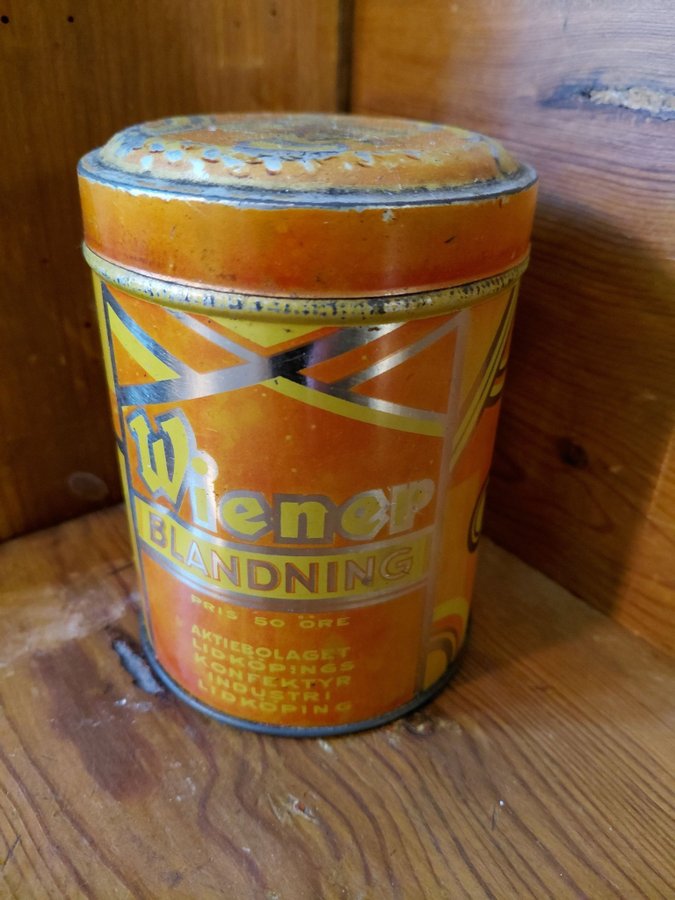 Wiener
BLANDNING
PRIS 50 ÖRE
AKTIEBOLAGET
LIDKÖPINGS
KONFEKTYR
INDUSTRI
LIDKÖPING